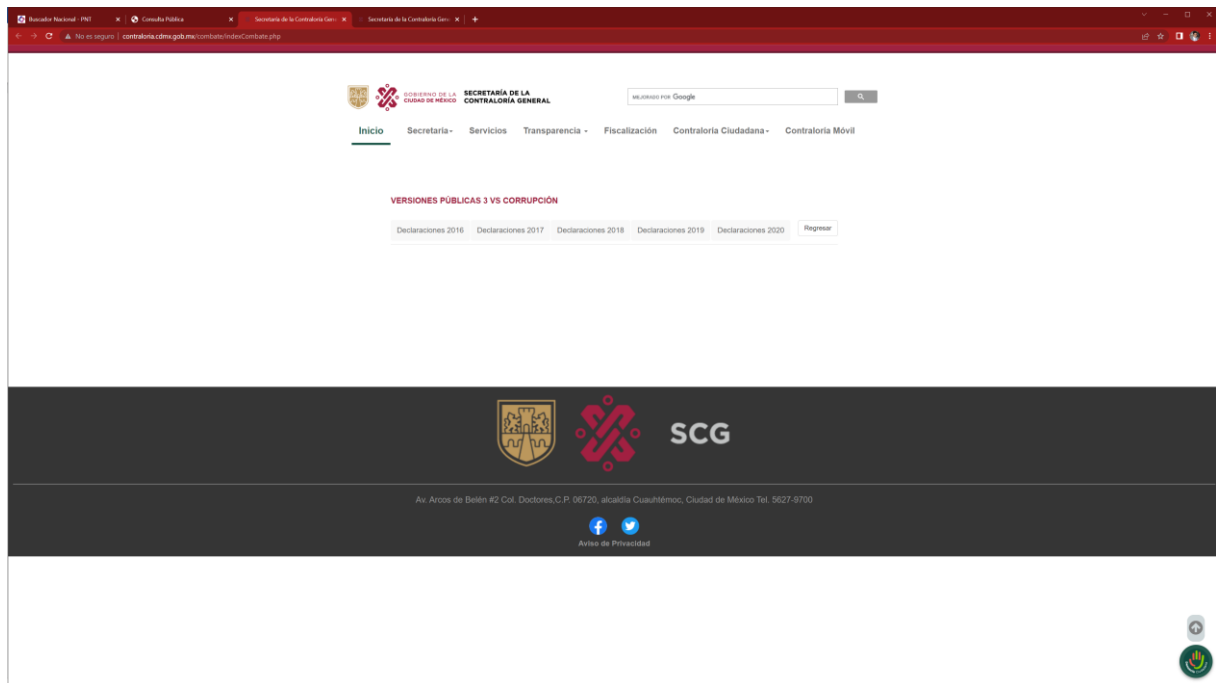 Buscador Nacional - PNT
Consulta Pública
Secretaría de la Contraloría Gen
Secretaría de la Contraloría Gene
No es seguro | contraloria.cdmx.gob.mx/combate/indexCombate.php
GOBIERNO DE LA
CIUDAD DE MÉXICO
SECRETARÍA DE LA
CONTRALORÍA GENERAL
MEJORADO POR Google
Inicio Secretaría Servicios Transparencia Fiscalización Contraloría Ciudadana Contraloría Móvil
VERSIONES PÚBLICAS 3 VS CORRUPCIÓN
Declaraciones 2016 Declaraciones 2017 Declaraciones 2018 Declaraciones 2019 Declaraciones 2020 Regresar
SCG
Av. Arcos de Belén #2 Col. Doctores,C.P. 06720, alcaldía Cuauhtémoc, Ciudad de México Tel. 5627-9700
Aviso de Privacidad